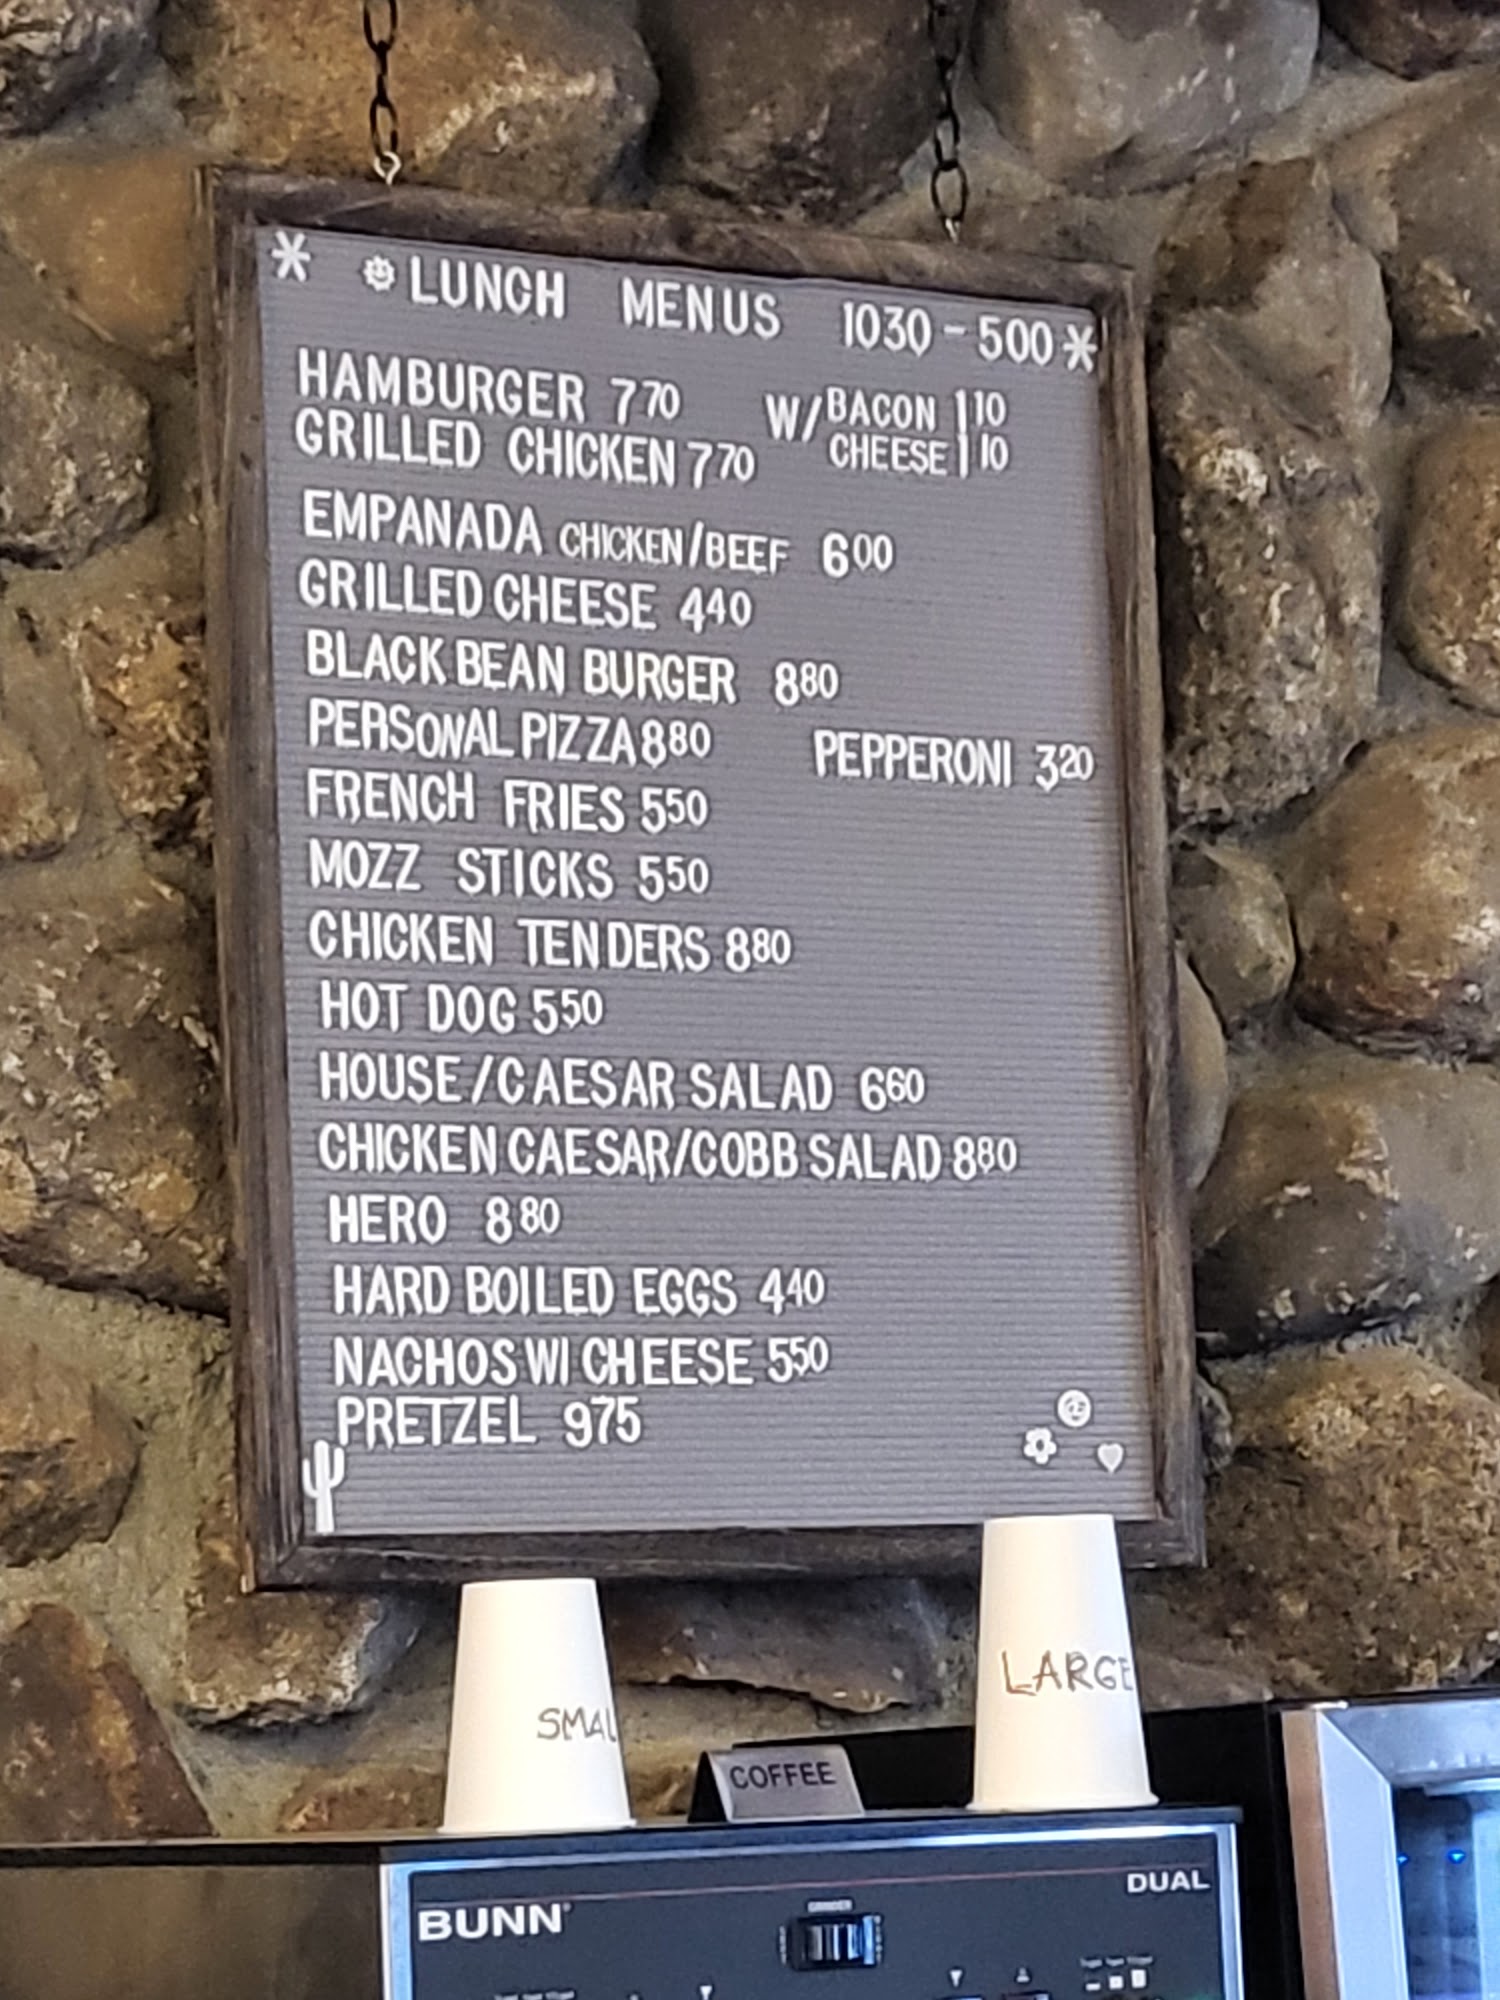 LUNCH MENUS 1030-500
HAMBURGER 770 W/BACON 110
GRILLED CHICKEN 770 CHEESE 110
EMPANADA CHICKEN/BEEF 600
GRILLED CHEESE 440
BLACK BEAN BURGER 880
PERSONAL PIZZA 880 PEPPERONI 320
FRENCH FRIES 550
MOZZ STICKS 550
CHICKEN TENDERS 880
HOT DOG 550
HOUSE/CAESAR SALAD 660
CHICKEN CAESAR/COBB SALAD 880
HERO 880
HARD BOILED EGGS 440
NACHOS W/ CHEESE 550
PRETZEL 975
SMAL
LARGE
COFFEE
BUNN
DUAL
GRINDER